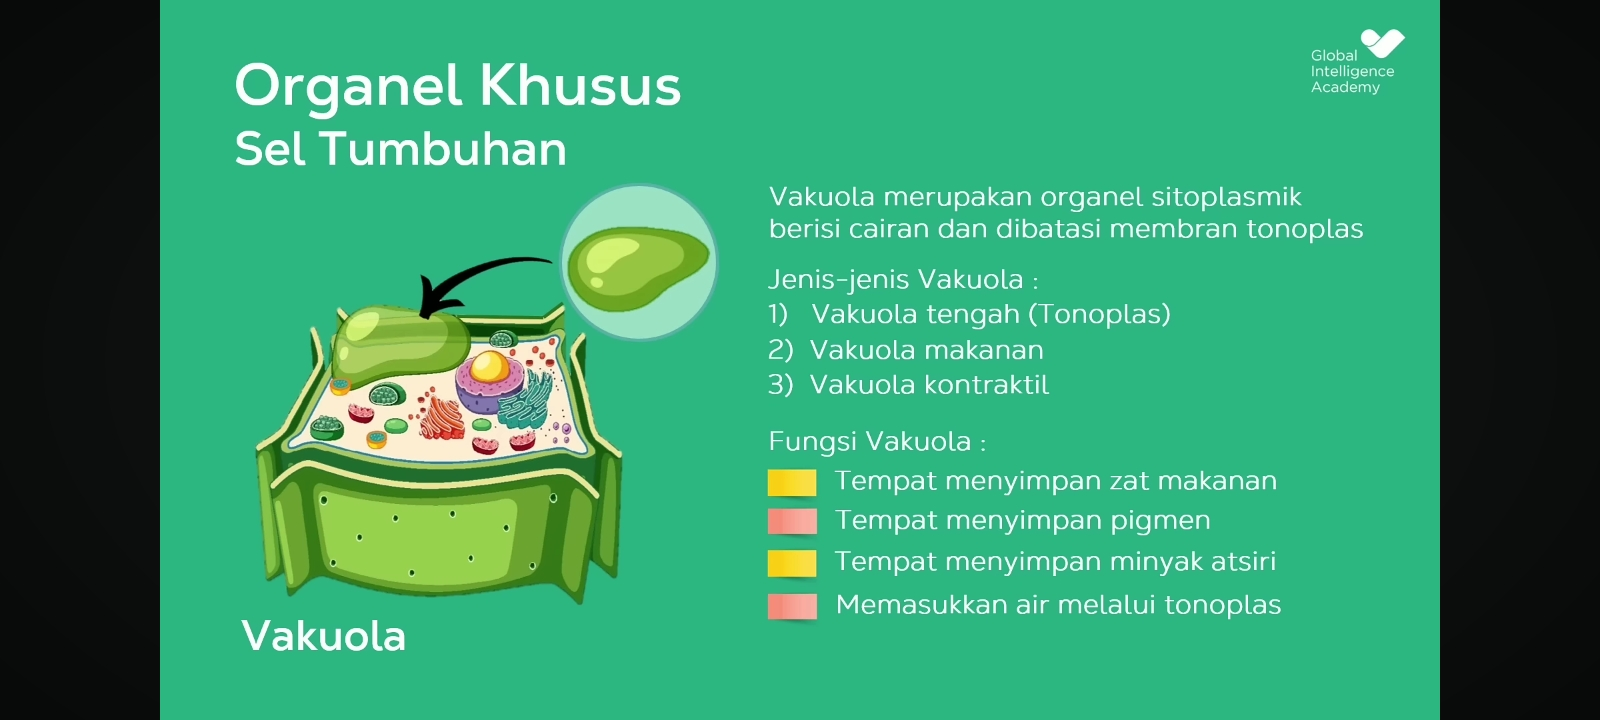 Global
Intelligence
Academy
Organel Khusus
Sel Tumbuhan
Vakuola merupakan organel sitoplasmik
berisi cairan dan dibatasi membran tonoplas
Jenis-jenis Vakuola :
1) Vakuola tengah (Tonoplas)
2) Vakuola makanan
3) Vakuola kontraktil
Fungsi Vakuola :
Tempat menyimpan zat makanan
Tempat menyimpan pigmen
Tempat menyimpan minyak atsiri
Memasukkan air melalui tonoplas
Vakuola